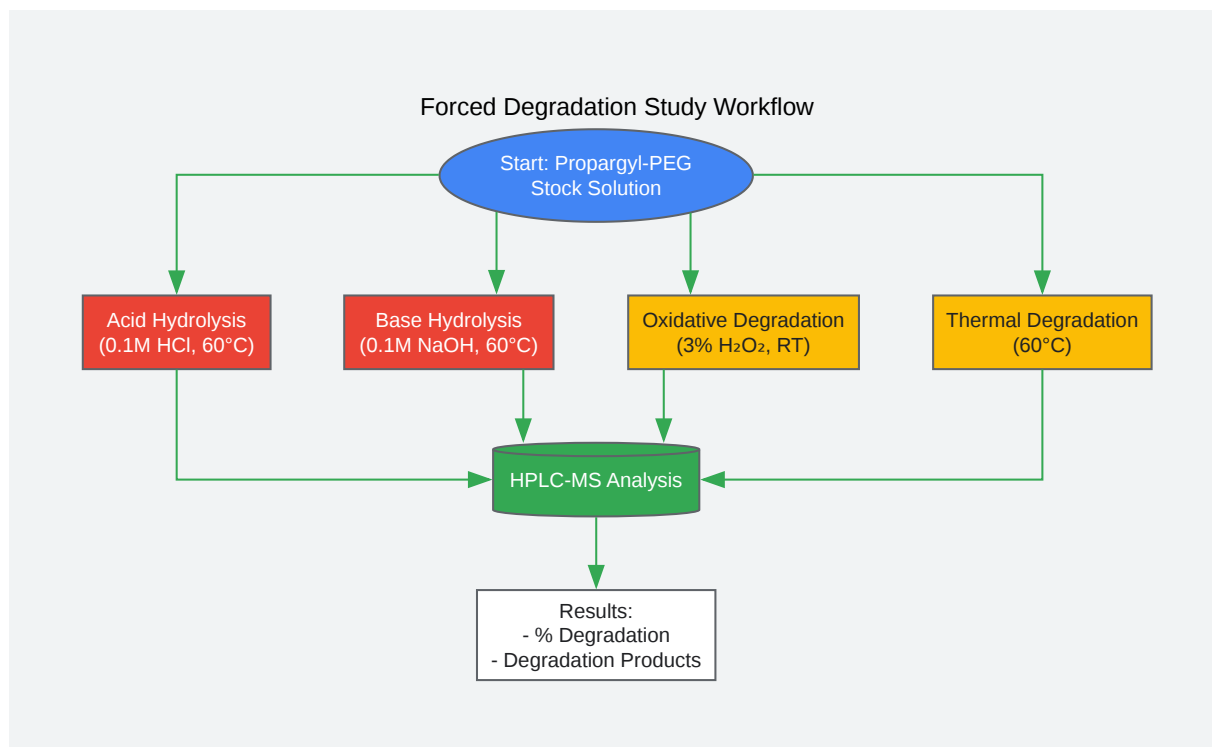 Forced Degradation Study Workflow
Start: Propargyl-PEG
Stock Solution
Acid Hydrolysis
(0.1M HCl, 60°C)
Base Hydrolysis
(0.1M NaOH, 60°C)
Oxidative Degradation
(3% H₂O₂, RT)
Thermal Degradation
(60°C)
HPLC-MS Analysis
Results:
- % Degradation
- Degradation Products